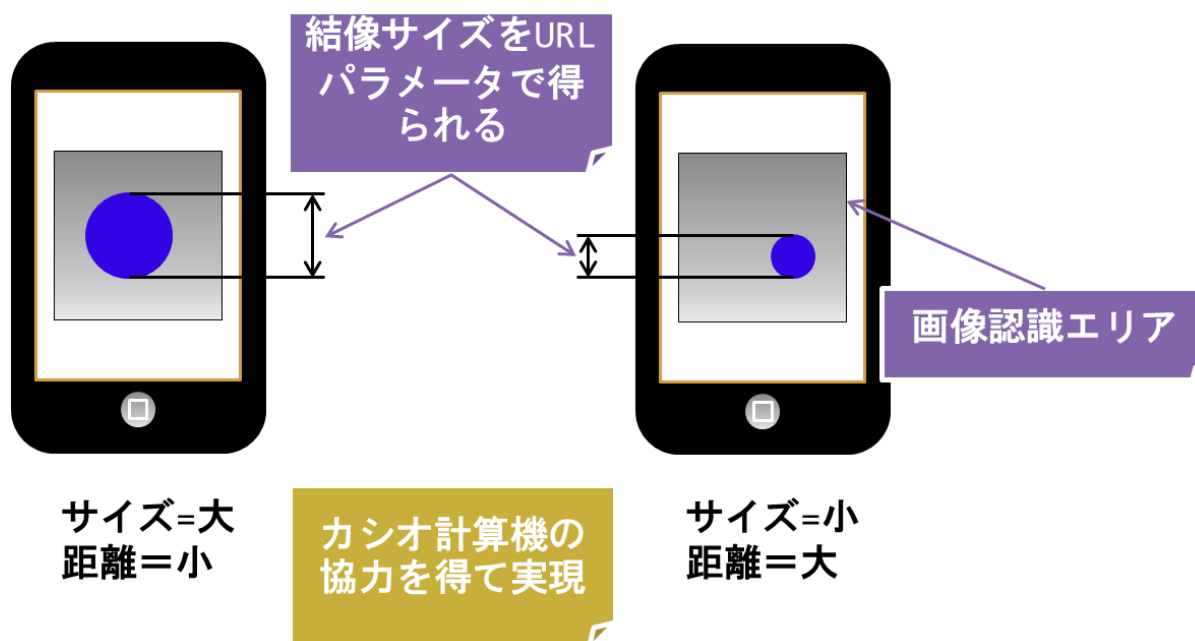 結像サイズをURL
パラメータで得
られる
画像認識エリア
サイズ=大
距離＝小
カシオ計算機の
協力を得て実現
サイズ=小
距離＝大